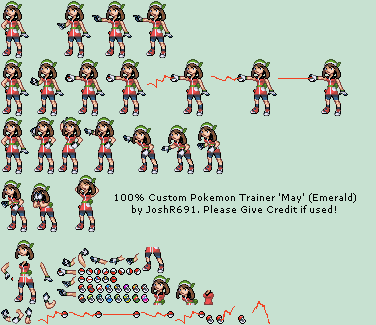 100% Custom Pokemon Trainer 'May' (Emerald)
by JoshR691. Please Give Credit if used!